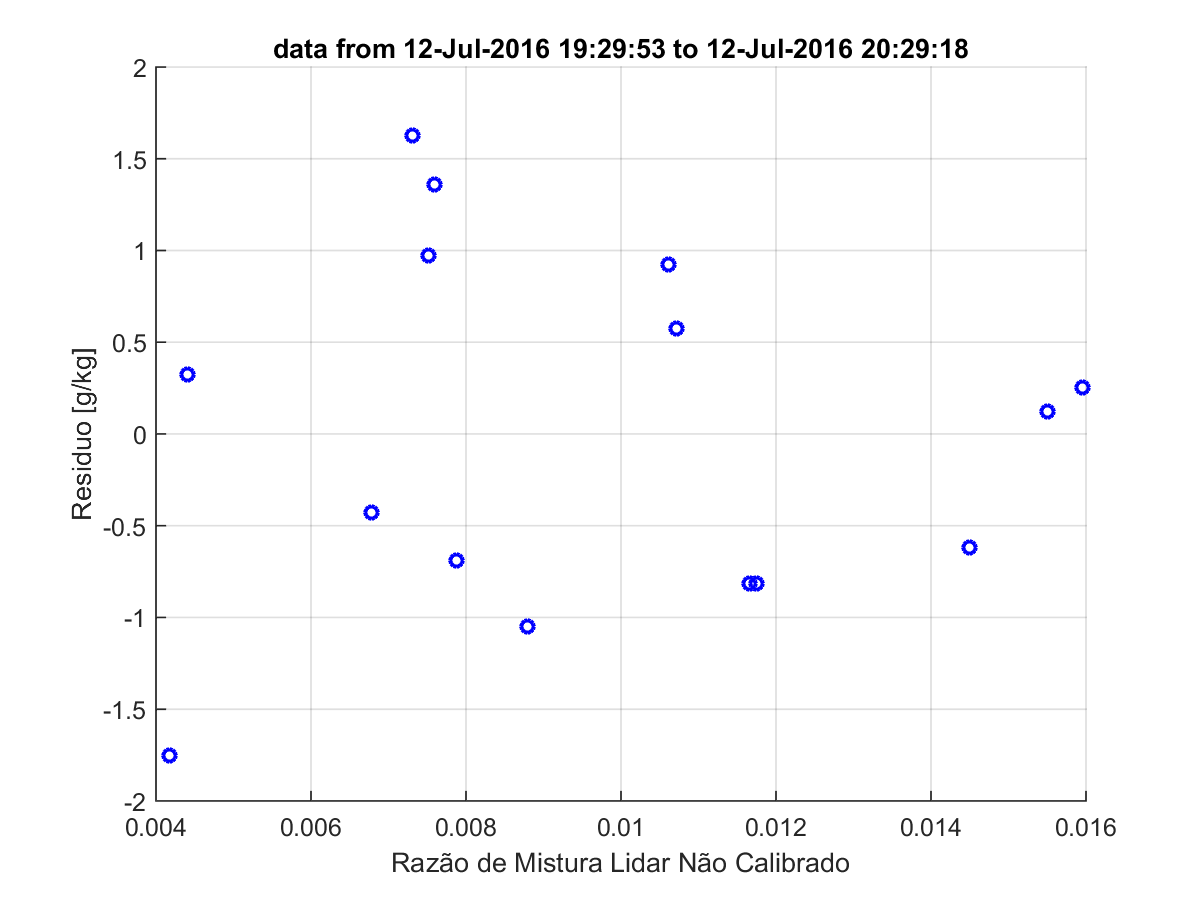 data from 12-Jul-2016 19:29:53 to 12-Jul-2016 20:29:18
2
1.5
1
0.5
0
-0.5
-1
-1.5
-2
Residuo [g/kg]
0.004 0.006 0.008 0.01 0.012 0.014 0.016
Razão de Mistura Lidar Não Calibrado